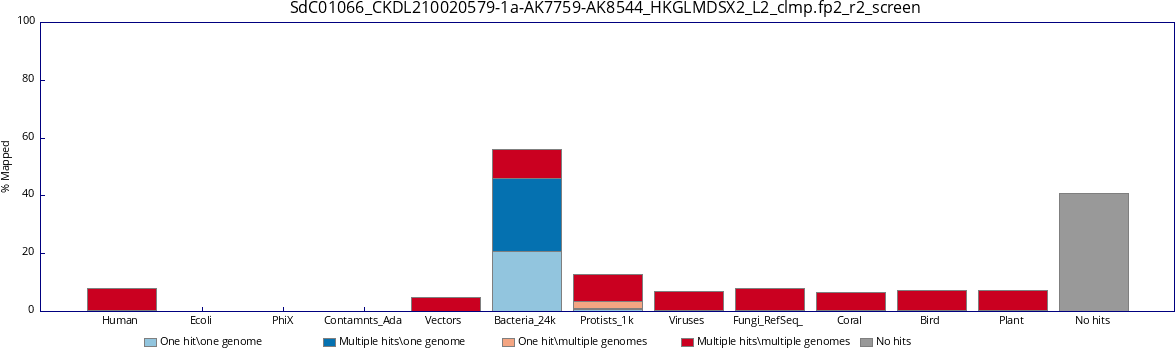 SdC01066_CKDL210020579-1a-AK7759-AK8544_HKGLMDSX2_L2_clmp.fp2_r2_screen
100
80
60
40
20
0
% Mapped
Human Ecoli PhiX Contamnts_Ada Vectors Bacteria_24k Protists_1k Viruses Fungi_RefSeq_ Coral Bird Plant No hits
One hit\one genome Multiple hits\one genome One hit\multiple genomes Multiple hits\multiple genomes No hits